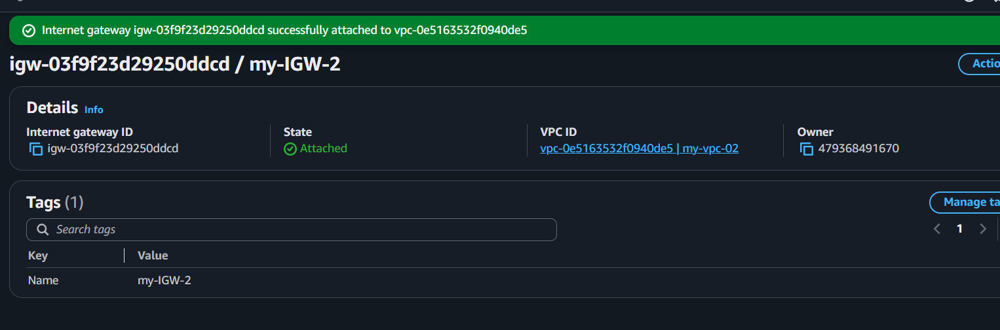 Internet gateway igw-03f9f23d29250ddcd successfully attached to vpc-0e5163532f0940de5
igw-03f9f23d29250ddcd / my-IGW-2
Actio
Details Info
Internet gateway ID
State
VPC ID
Owner
igw-03f9f23d29250ddcd
Attached
vpc-0e5163532f0940de5 | my-vpc-02
479368491670
Tags (1)
Manage ta
Search tags
1
Key
Value
Name
my-IGW-2